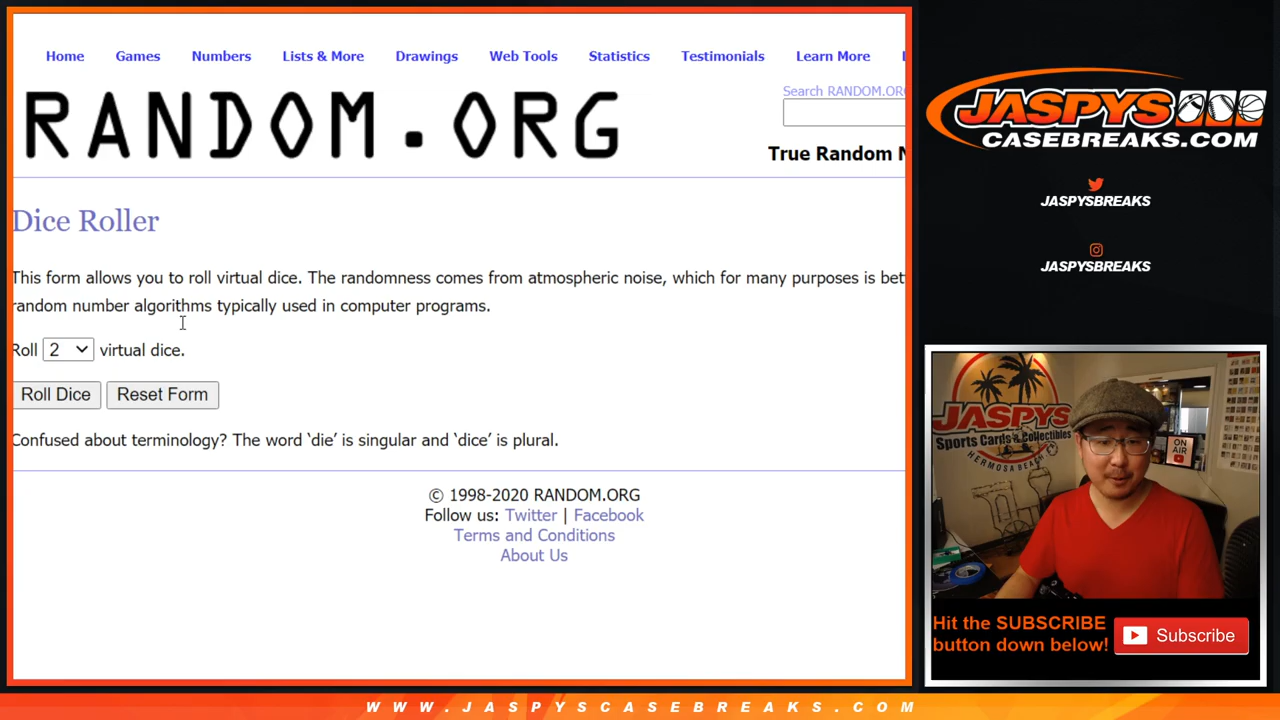 Home Games Numbers Lists & More Drawings Web Tools Statistics Testimonials Learn More
RANDOM.ORG
Search RANDOM.ORG
True Random N
Dice Roller
This form allows you to roll virtual dice. The randomness comes from atmospheric noise, which for many purposes is bet
random number algorithms typically used in computer programs.
Roll 2 virtual dice.
Roll Dice Reset Form
Confused about terminology? The word ‘die’ is singular and ‘dice’ is plural.
© 1998-2020 RANDOM.ORG
Follow us: Twitter | Facebook
Terms and Conditions
About Us
JASPYS
CASEBREAKS.COM
JASPYSBREAKS
JASPYSBREAKS
JASPYS
Sports Cards & Collectibles
HERMOSA BEACH
ON AIR
Hit the SUBSCRIBE
button down below!
Subscribe
WWW.JASPYSCASEBREAKS.COM